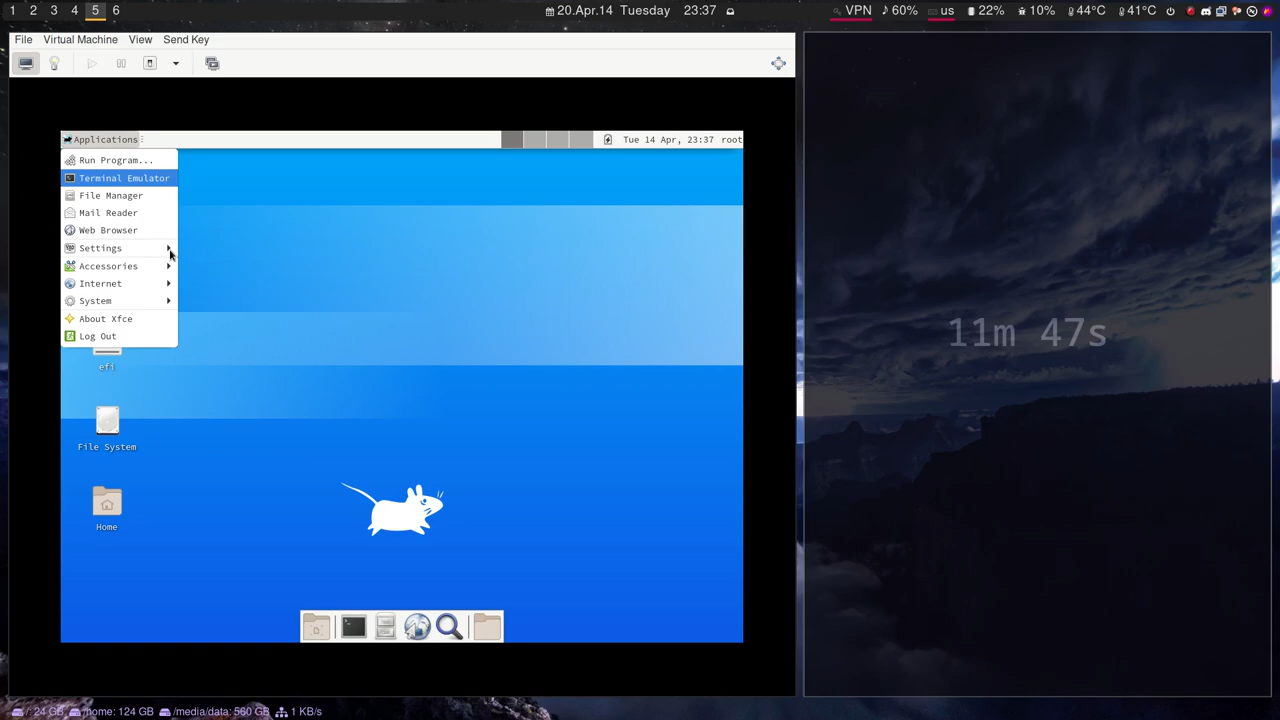 1 2 3 4 5 6 20.Apr.14 Tuesday 23:37 VPN 60% us 22% 10% 44°C 41°C
File Virtual Machine View Send Key
Applications Tue 14 Apr, 23:37 root
Run Program...
Terminal Emulator
File Manager
Mail Reader
Web Browser
Settings
Accessories
Internet
System
About Xfce
Log Out
efi
File System
Home
11m 47s
/: 24 GB /home: 124 GB /media/data: 560 GB 1 KB/s